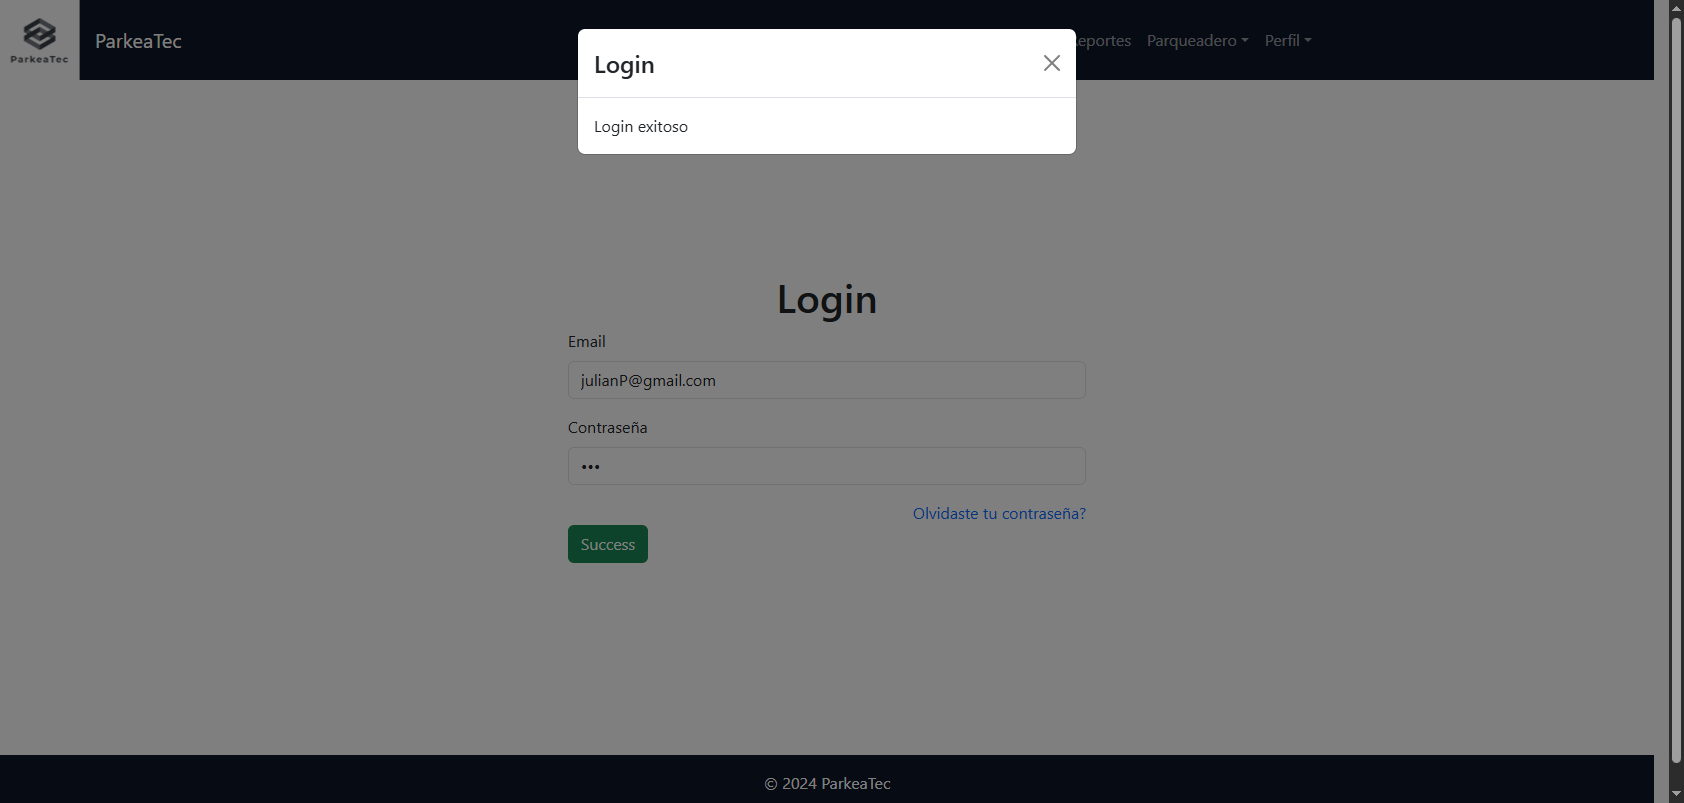 ParkeaTec
ParkeaTec
Reportes Parqueadero Perfil
Login
Login exitoso
Login
Email
julianP@gmail.com
Contraseña
•••
Olvidaste tu contraseña?
Success
© 2024 ParkeaTec